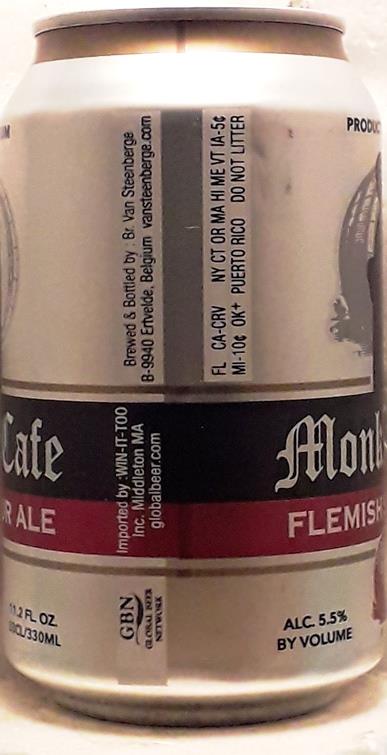 Brewed & Bottled by : Br. Van Steenberge
B-9940 Ertvelde, Belgium vansteenberge.com
FL CA-CRV NY CT OR MA HI ME VT IA-5¢
MI-10¢ OK+ PUERTO RICO DO NOT LITTER
Cafe
ALE
Imported by :WIN-IT-TOO
Inc. Middleton MA
globalbeer.com
Monk
FLEMISH
11.2 FL OZ.
33CL/330ML
GBN
GLOBAL BEER
NETWORK
ALC. 5.5%
BY VOLUME